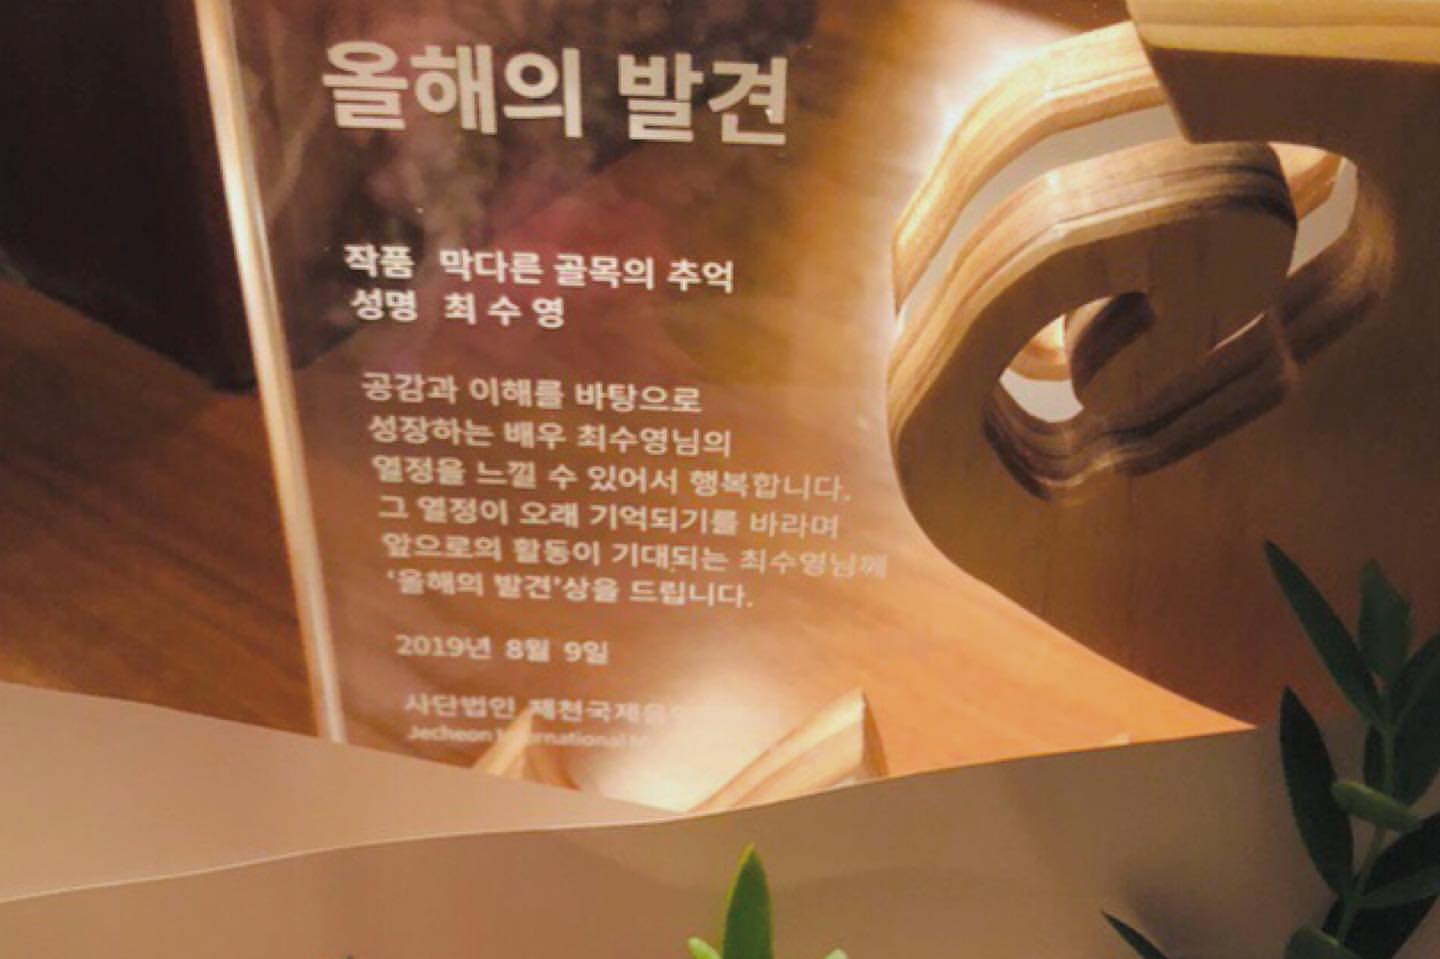 올해의 발견
작품 막다른 골목의 추억
성명 최수영
공감과 이해를 바탕으로
성장하는 배우 최수영님의
열정을 느낄 수 있어서 행복합니다.
그 열정이 오래 기억되기를 바라며
앞으로의 활동이 기대되는 최수영님께
‘올해의 발견’상을 드립니다.
2019년 8월 9일
사단법인 제천국제음악
Jecheon International